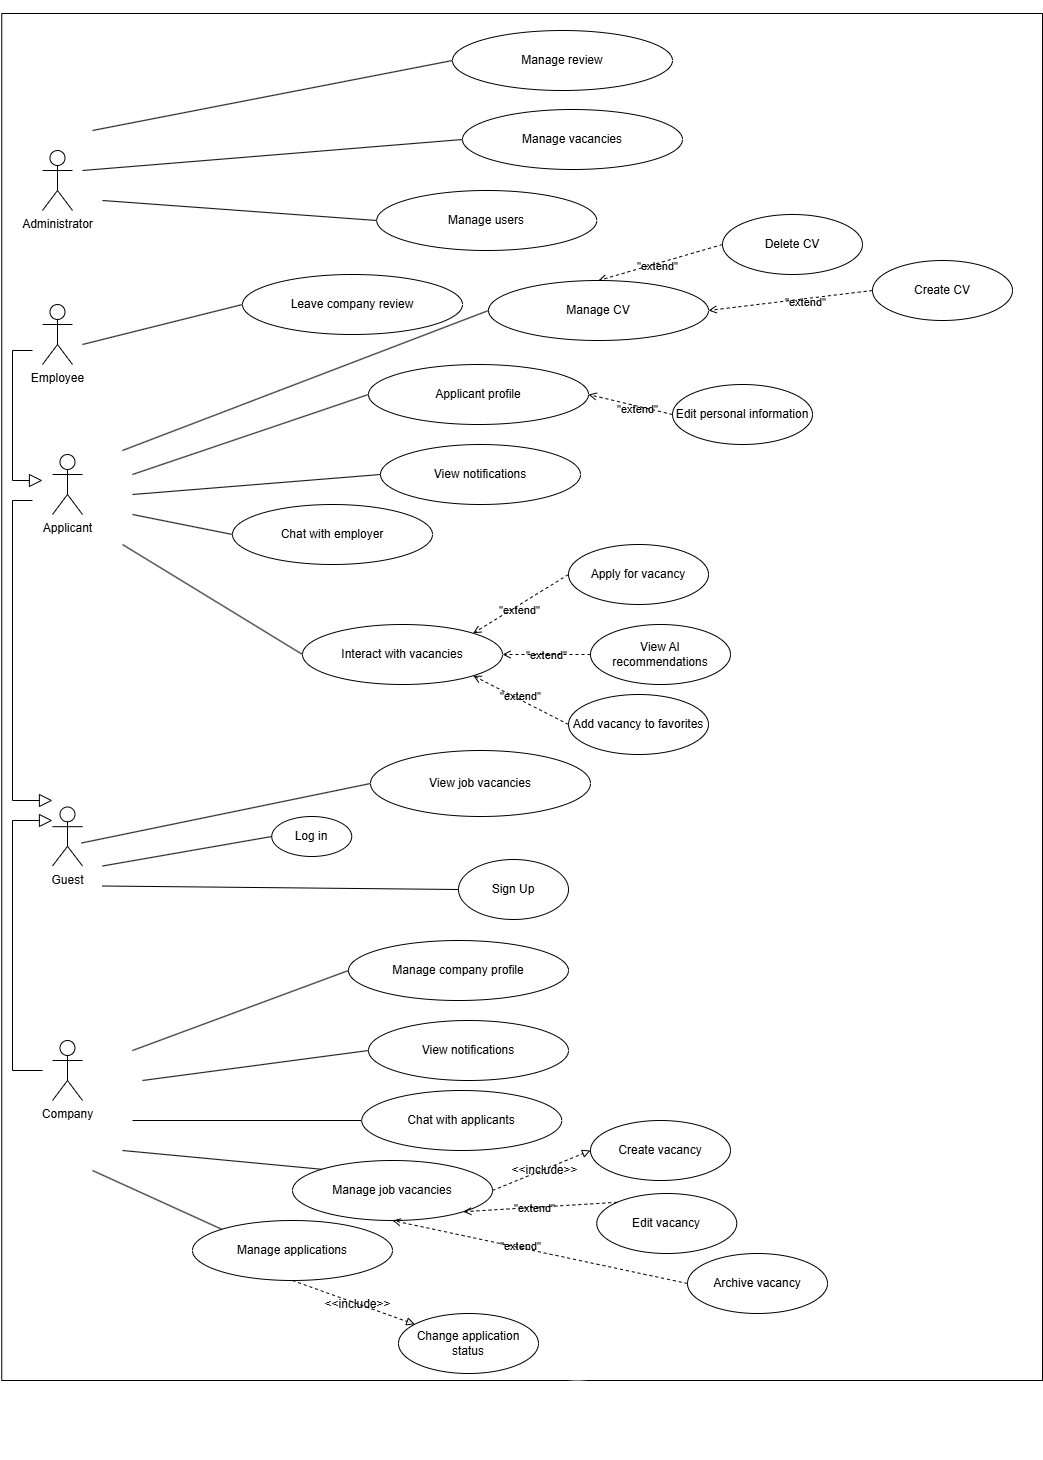 Manage review
Manage vacancies
Administrator
Manage users
Delete CV
"extend"
Create CV
"extend"
Leave company review
Manage CV
Employee
Applicant profile
"extend"
Edit personal information
View notifications
Applicant
Chat with employer
Apply for vacancy
"extend"
Interact with vacancies
"extend"
View AI
recommendations
"extend"
Add vacancy to favorites
View job vacancies
Log in
Guest
Sign Up
Manage company profile
View notifications
Company
Chat with applicants
Create vacancy
<<include>>
Manage job vacancies
"extend"
Edit vacancy
Manage applications
"extend"
Archive vacancy
<<include>>
Change application
status